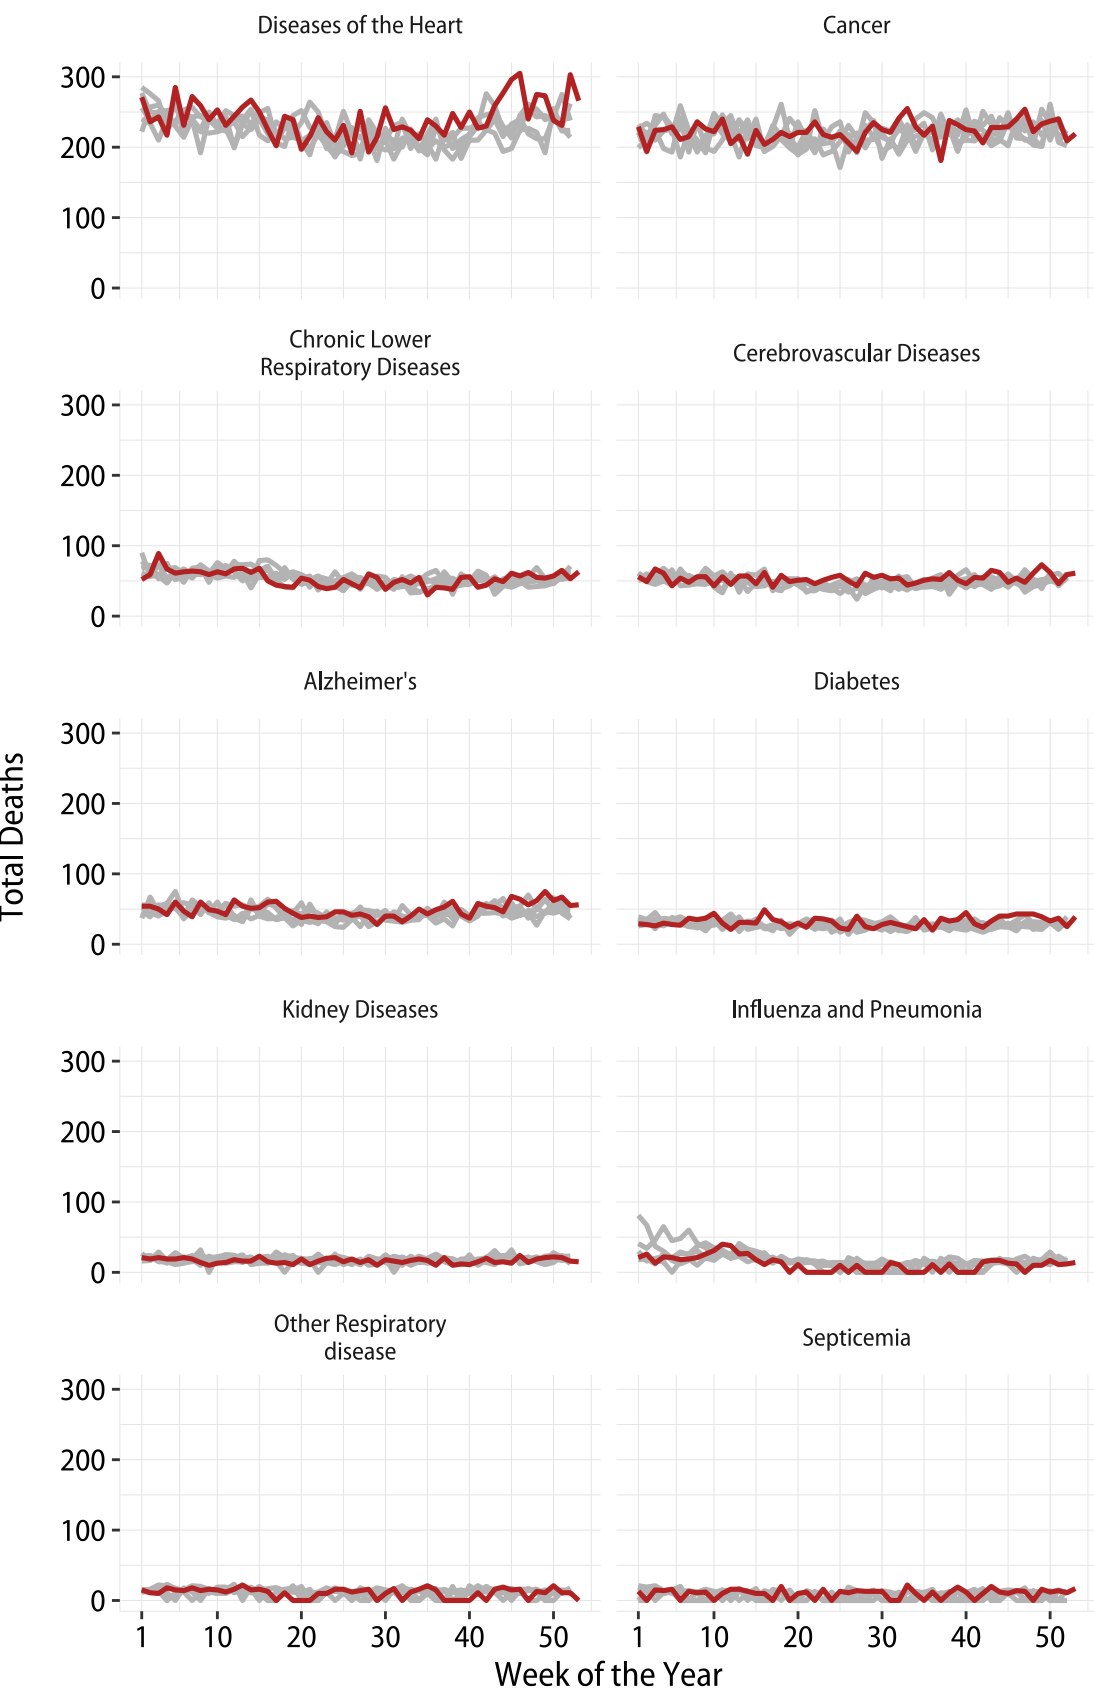 Diseases of the Heart
Cancer
300
200
100
0
Chronic Lower
Respiratory Diseases
Cerebrovascular Diseases
300
200
100
0
Alzheimer's
Diabetes
300
200
100
0
Total Deaths
Kidney Diseases
Influenza and Pneumonia
300
200
100
0
Other Respiratory
disease
Septicemia
300
200
100
0
1 10 20 30 40 50
1 10 20 30 40 50
Week of the Year